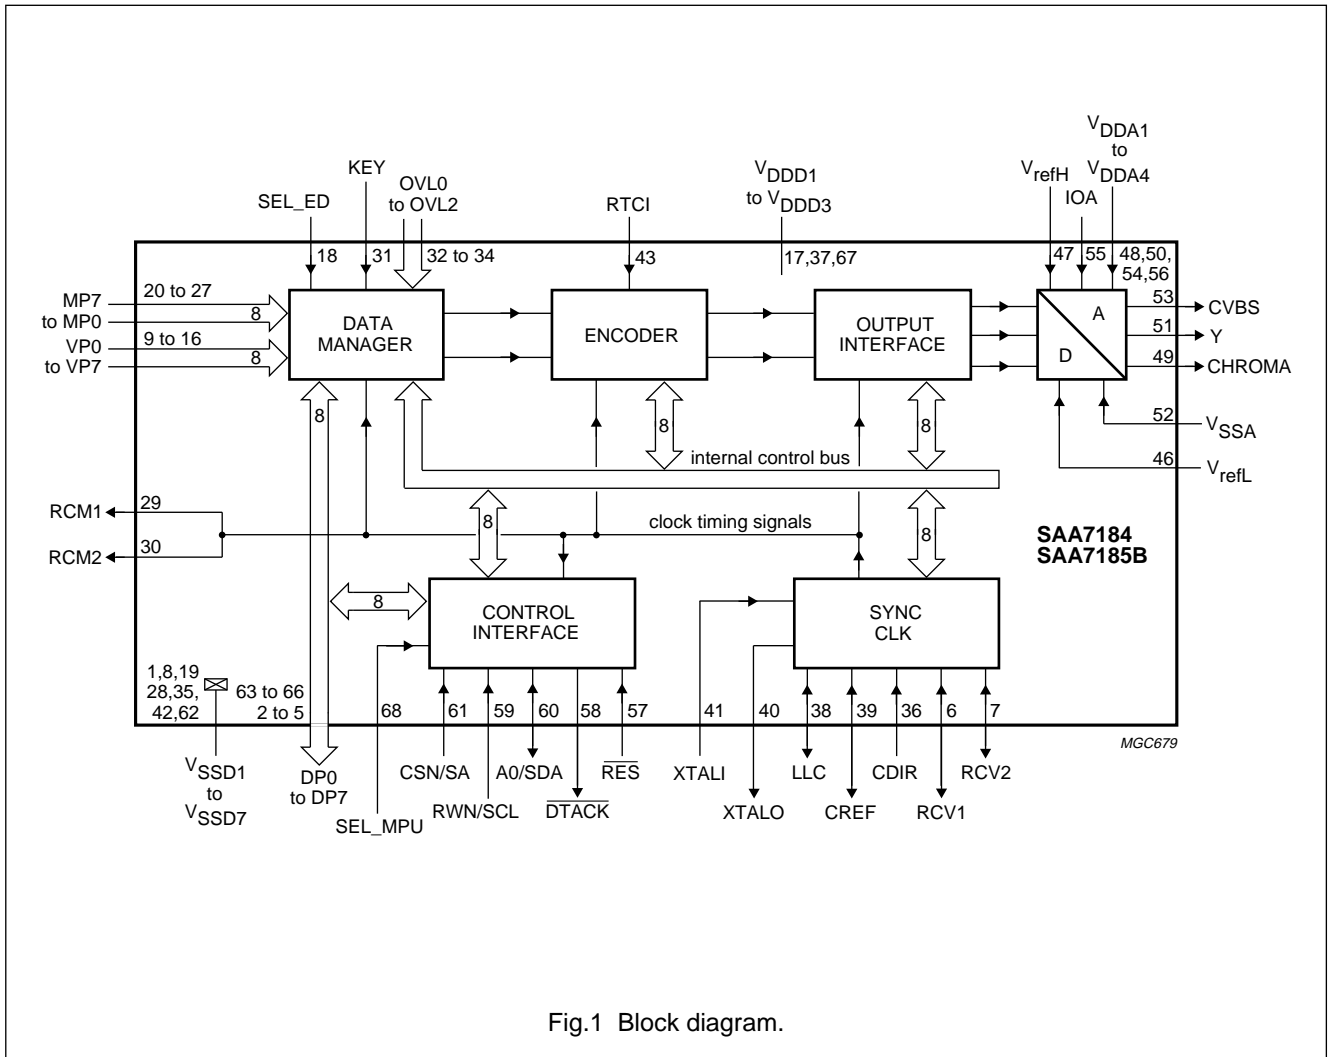 VDDA1
to
VDDA4
KEY
OVL0
to OVL2
VDDD1
to VDDD3
VrefH
IOA
SEL_ED
RTCI
18
31
32 to 34
43
17,37,67
47
55
48,50,
54,56
MP7
to MP0
20 to 27
8
VP0
to VP7
9 to 16
8
DATA
MANAGER
ENCODER
OUTPUT
INTERFACE
A
D
53
CVBS
51
Y
49
CHROMA
52
VSSA
46
VrefL
8
8
8
internal control bus
RCM1
29
RCM2
30
8
clock timing signals
8
SAA7184
SAA7185B
8
CONTROL
INTERFACE
SYNC
CLK
1,8,19
28,35,
42,62
63 to 66
2 to 5
68
61
59
60
58
57
41
40
38
39
36
6
7
MGC679
VSSD1
to
VSSD7
DP0
to DP7
SEL_MPU
CSN/SA
RWN/SCL
A0/SDA
DTACK
RES
XTALI
XTALO
LLC
CREF
CDIR
RCV1
RCV2
Fig.1 Block diagram.